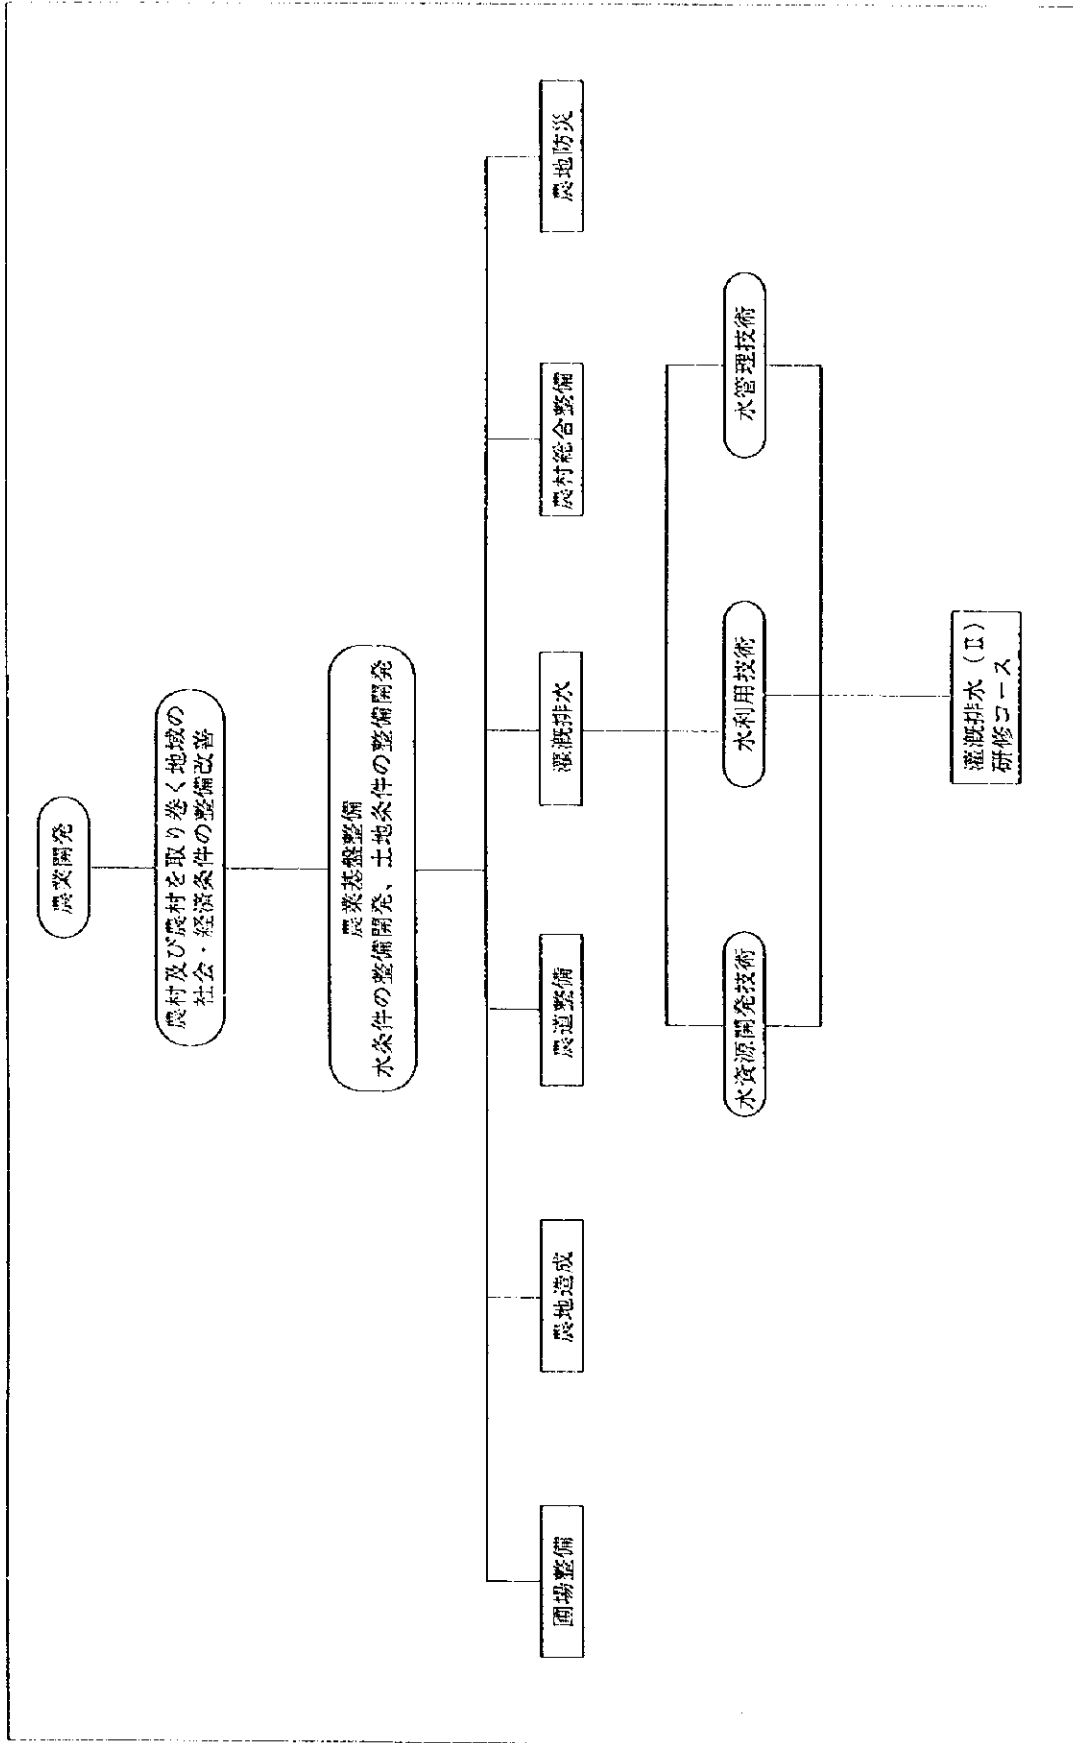 農業開発
農村及び農村を取り巻く地域の
社会・経済条件の整備改善
農業基盤整備
水条件の整備開発、土地条件の整備開発
圃場整備
農地造成
農道整備
灌漑排水
農村総合整備
農地防災
水資源開発技術
水利用技術
水管理技術
灌漑排水(Ⅱ)
研修コース